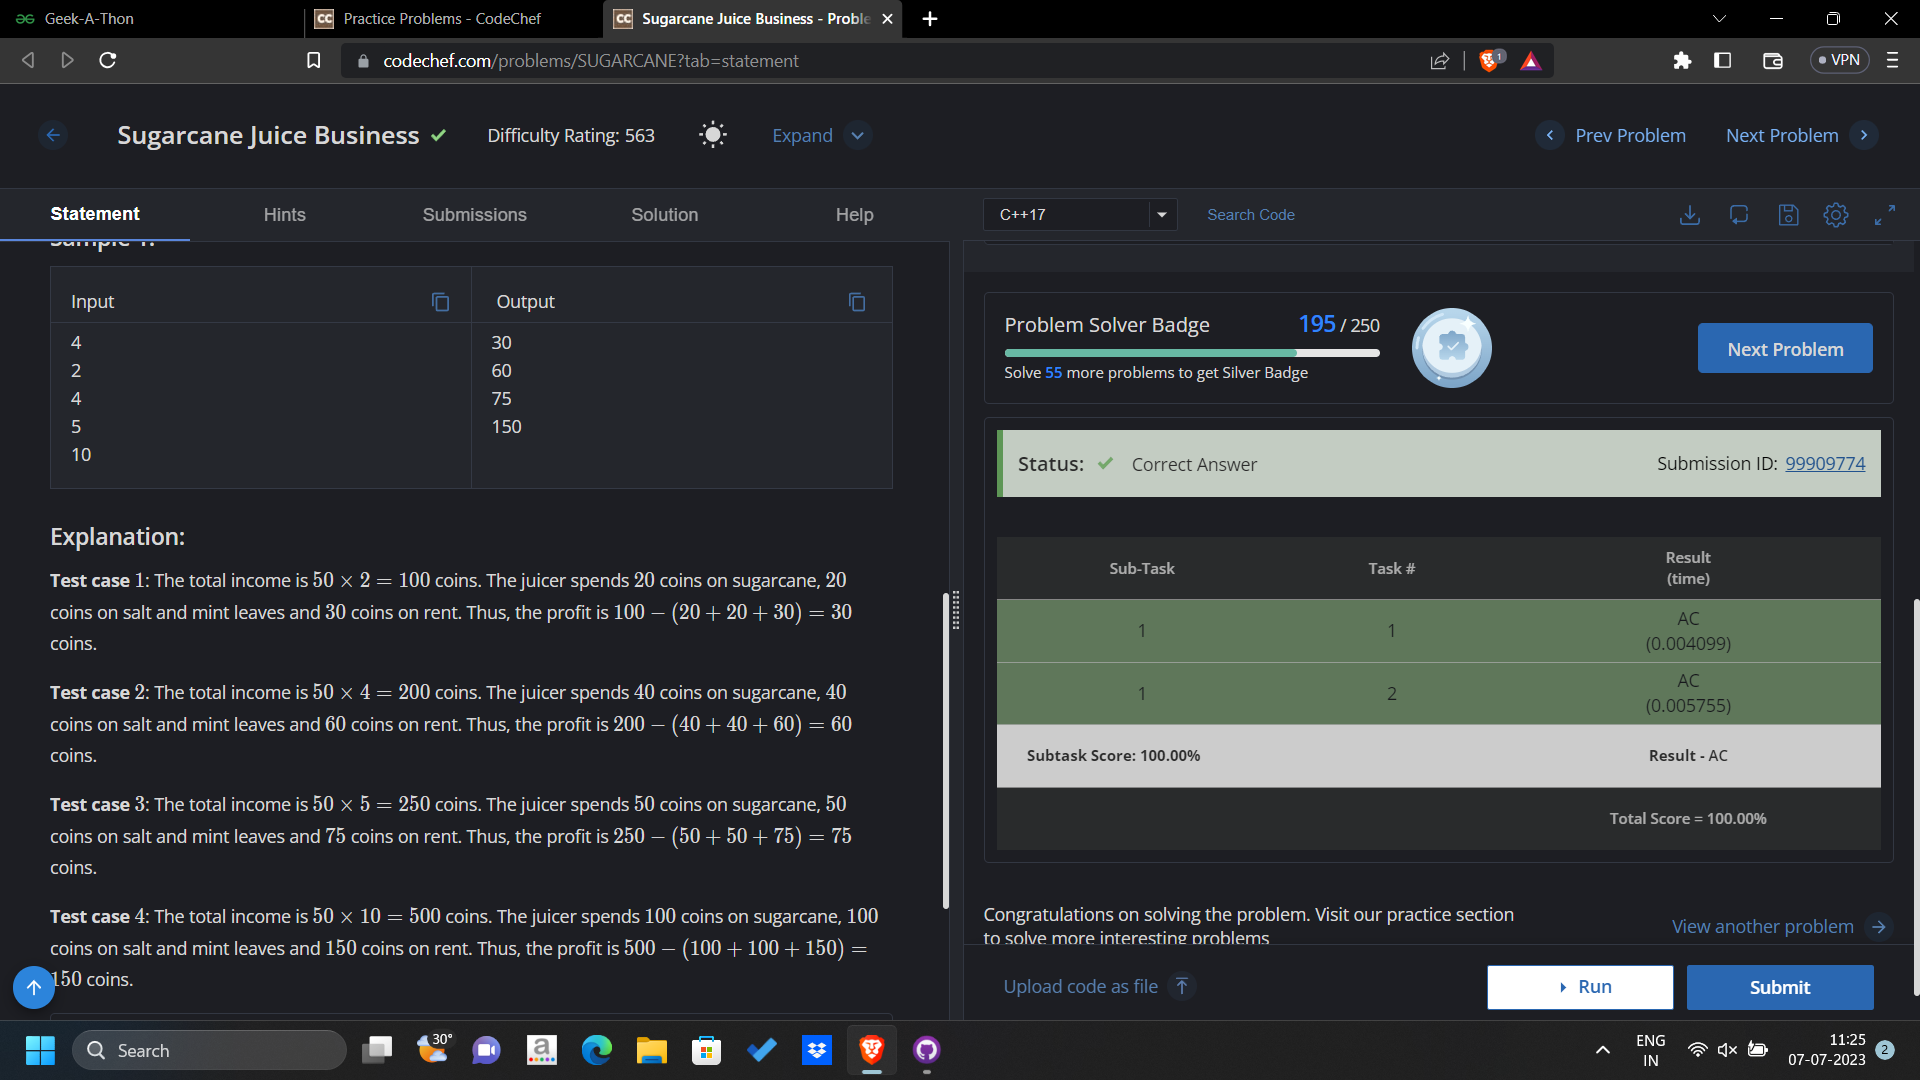 Geek-A-Thon
Practice Problems - CodeChef
Sugarcane Juice Business - Proble
codechef.com/problems/SUGARCANE?tab=statement
1
VPN
Sugarcane Juice Business
Difficulty Rating: 563
Expand
Prev Problem
Next Problem
Statement
Hints
Submissions
Solution
Help
C++17
Search Code
Sample 1:
Input
Output
4
2
4
5
10
30
60
75
150
Explanation:
Test case 1: The total income is 50 × 2 = 100 coins. The juicer spends 20 coins on sugarcane, 20
coins on salt and mint leaves and 30 coins on rent. Thus, the profit is 100 − (20 + 20 + 30) = 30
coins.
Test case 2: The total income is 50 × 4 = 200 coins. The juicer spends 40 coins on sugarcane, 40
coins on salt and mint leaves and 60 coins on rent. Thus, the profit is 200 − (40 + 40 + 60) = 60
coins.
Test case 3: The total income is 50 × 5 = 250 coins. The juicer spends 50 coins on sugarcane, 50
coins on salt and mint leaves and 75 coins on rent. Thus, the profit is 250 − (50 + 50 + 75) = 75
coins.
Test case 4: The total income is 50 × 10 = 500 coins. The juicer spends 100 coins on sugarcane, 100
coins on salt and mint leaves and 150 coins on rent. Thus, the profit is 500 − (100 + 100 + 150) =
150 coins.
Problem Solver Badge
195 / 250
Solve 55 more problems to get Silver Badge
Next Problem
Status:
Correct Answer
Submission ID: 99909774
Sub-Task
Task #
Result
(time)
1
1
AC
(0.004099)
1
2
AC
(0.005755)
Subtask Score: 100.00%
Result - AC
Total Score = 100.00%
Congratulations on solving the problem. Visit our practice section
to solve more interesting problems
View another problem
Upload code as file
Run
Submit
Search
30°
ENG
IN
11:25
07-07-2023
2